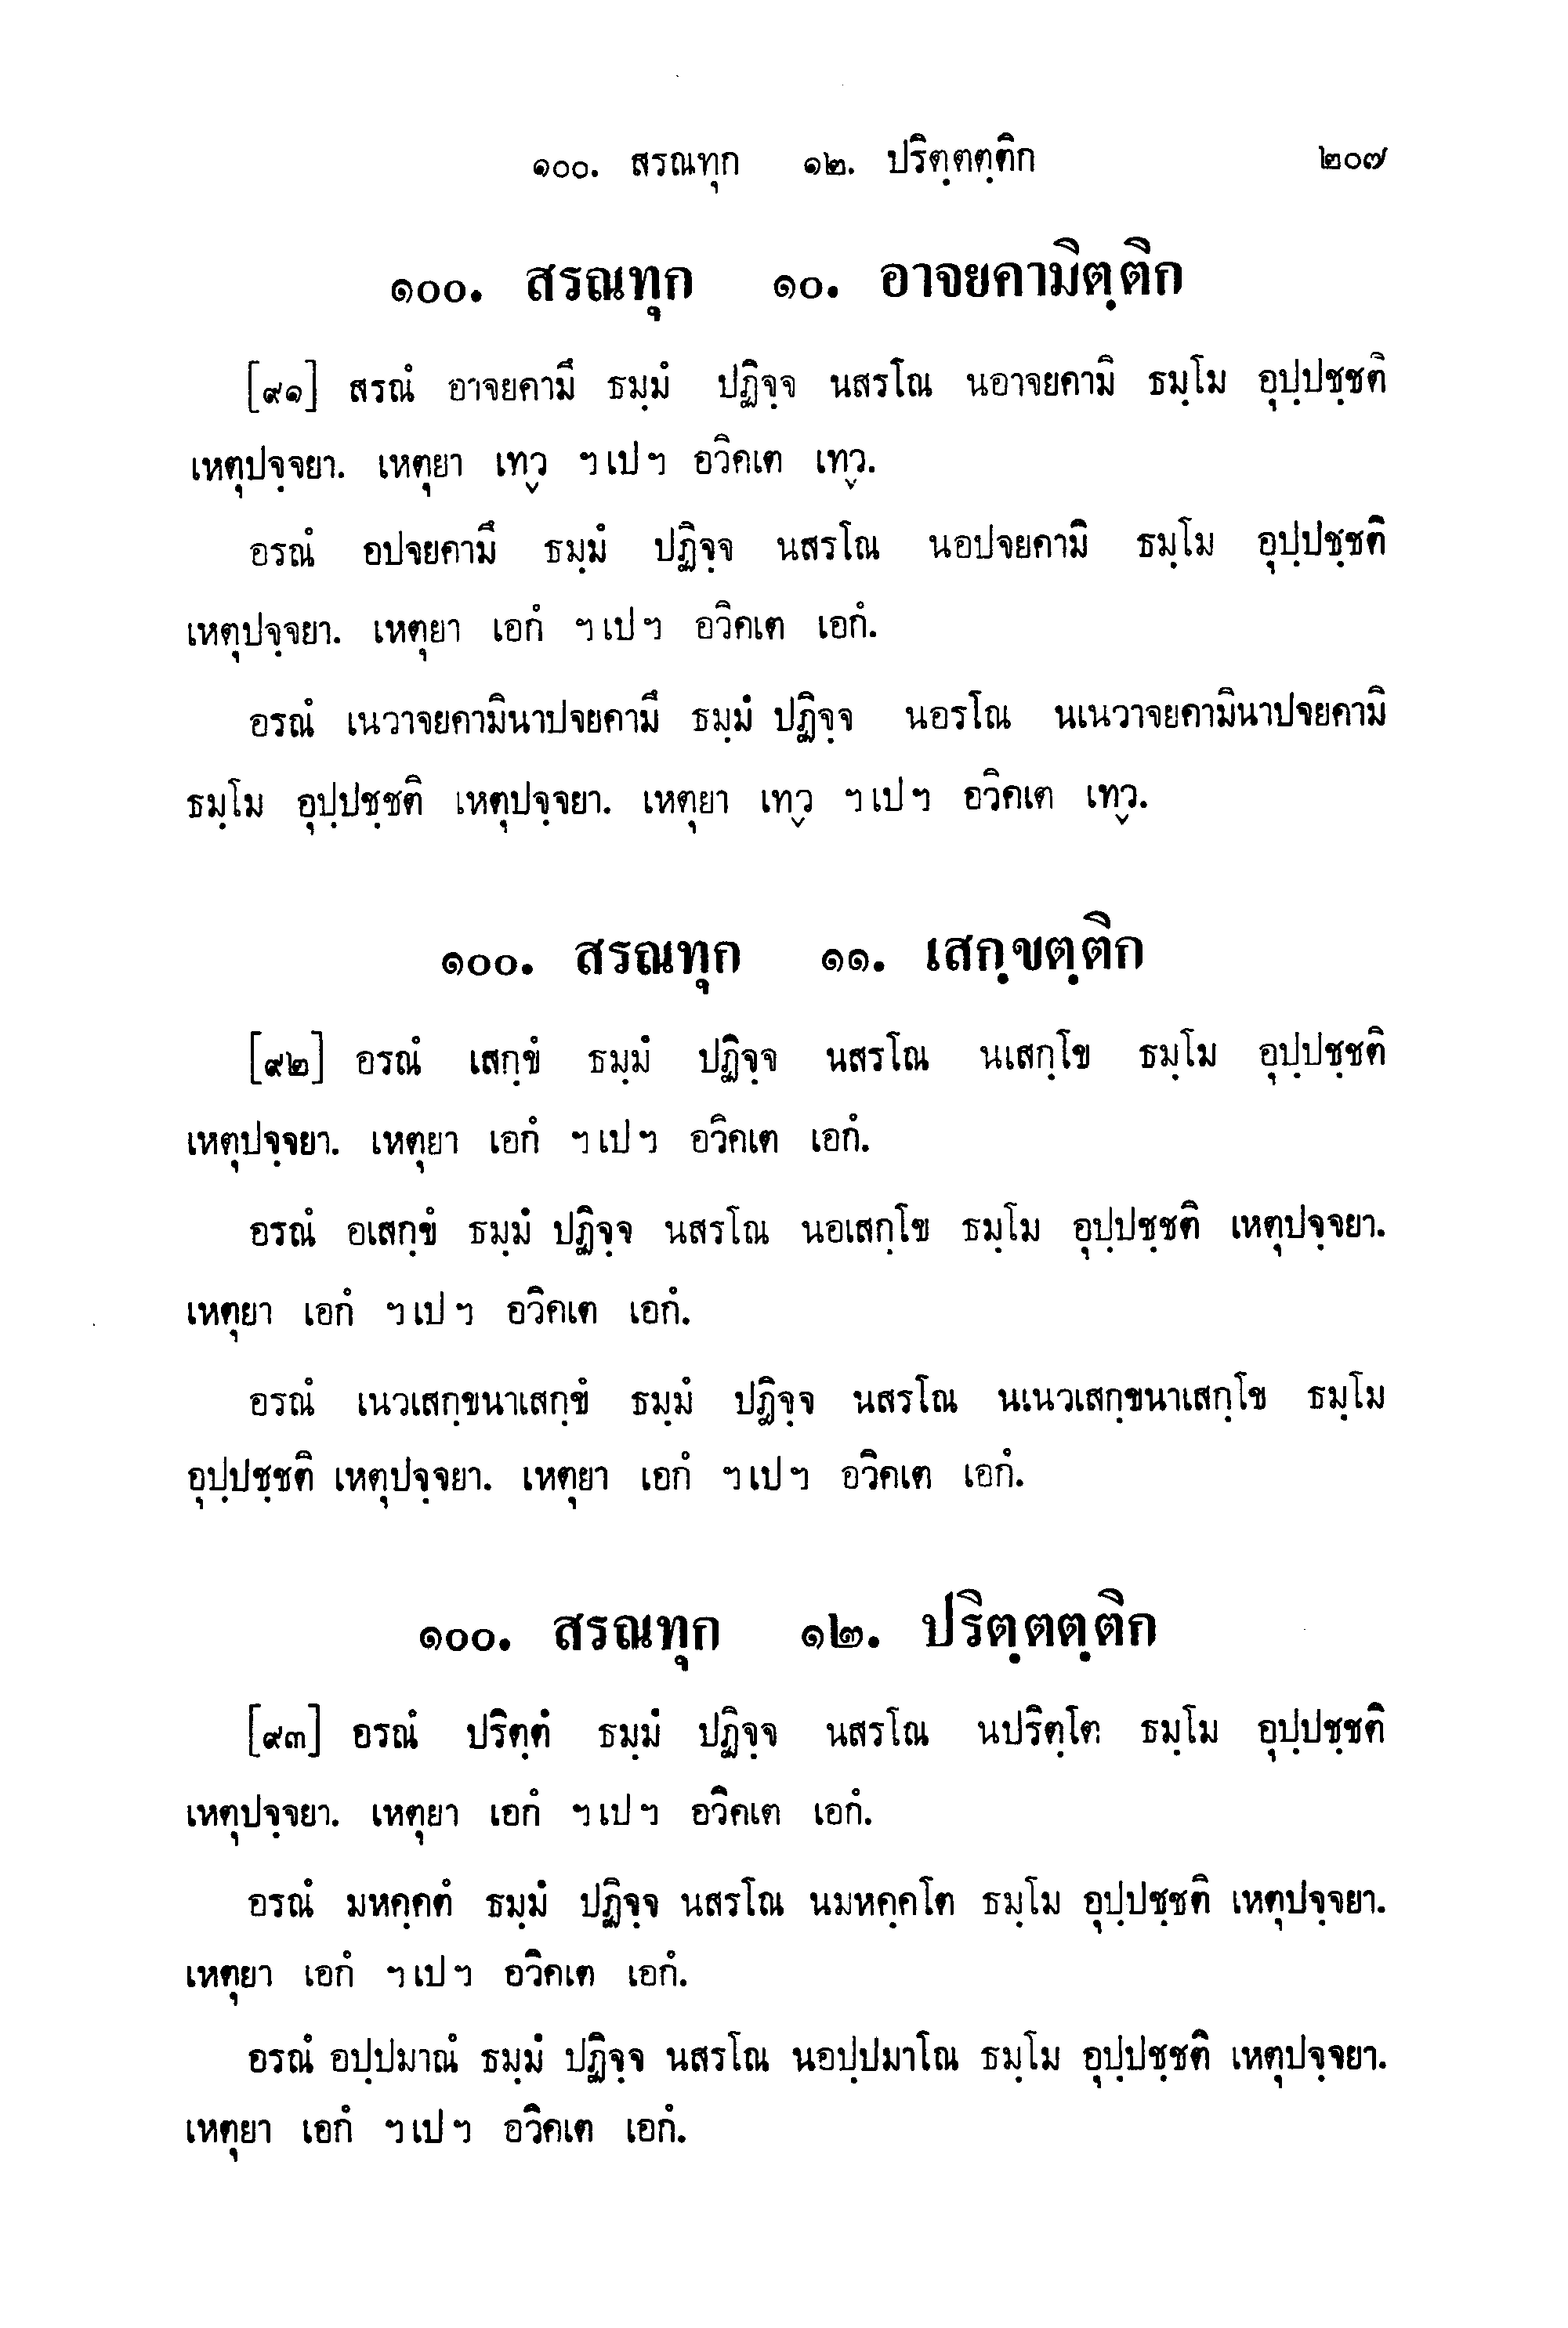 ๑๐๐. สรณทุก ๑๒. ปริตฺตตฺติก ๒๐๗
๑๐๐. สรณทุก ๑๐. อาจยคามิตฺติก
[๙๑] สรณํ อาจยคามึ ธมฺมํ ปฏิจฺจ นสรโณ นอาจยคามิ ธมฺโม อุปฺปชฺชติ
เหตุปจฺจยา. เหตุยา เทฺว ฯเปฯ อวิคเต เทฺว.
อรณํ อปจยคามึ ธมฺมํ ปฏิจฺจ นสรโณ นอปจยคามิ ธมฺโม อุปฺปชฺชติ
เหตุปจฺจยา. เหตุยา เอกํ ฯเปฯ อวิคเต เอกํ.
อรณํ เนวาจยคามินาปจยคามึ ธมฺมํ ปฏิจฺจ นอรโณ นเนวาจยคามินาปจยคามิ
ธมฺโม อุปฺปชฺชติ เหตุปจฺจยา. เหตุยา เทฺว ฯเปฯ อวิคเต เทฺว.
๑๐๐. สรณทุก ๑๑. เสกฺขตฺติก
[๙๒] อรณํ เสกฺขํ ธมฺมํ ปฏิจฺจ นสรโณ นเสกฺโข ธมฺโม อุปฺปชฺชติ
เหตุปจฺจยา. เหตุยา เอกํ ฯเปฯ อวิคเต เอกํ.
อรณํ อเสกฺขํ ธมฺมํ ปฏิจฺจ นสรโณ นอเสกฺโข ธมฺโม อุปฺปชฺชติ เหตุปจฺจยา.
เหตุยา เอกํ ฯเปฯ อวิคเต เอกํ.
อรณํ เนวเสกฺขนาเสกฺขํ ธมฺมํ ปฏิจฺจ นสรโณ นเนวเสกฺขนาเสกฺโข ธมฺโม
อุปฺปชฺชติ เหตุปจฺจยา. เหตุยา เอกํ ฯเปฯ อวิคเต เอกํ.
๑๐๐. สรณทุก ๑๒. ปริตฺตตฺติก
[๙๓] อรณํ ปริตฺตํ ธมฺมํ ปฏิจฺจ นสรโณ นปริตฺโต ธมฺโม อุปฺปชฺชติ
เหตุปจฺจยา. เหตุยา เอกํ ฯเปฯ อวิคเต เอกํ.
อรณํ มหคฺคตํ ธมฺมํ ปฏิจฺจ นสรโณ นมหคฺคโต ธมฺโม อุปฺปชฺชติ เหตุปจฺจยา.
เหตุยา เอกํ ฯเปฯ อวิคเต เอกํ.
อรณํ อปฺปมาณํ ธมฺมํ ปฏิจฺจ นสรโณ นอปฺปมาโณ ธมฺโม อุปฺปชฺชติ เหตุปจฺจยา.
เหตุยา เอกํ ฯเปฯ อวิคเต เอกํ.